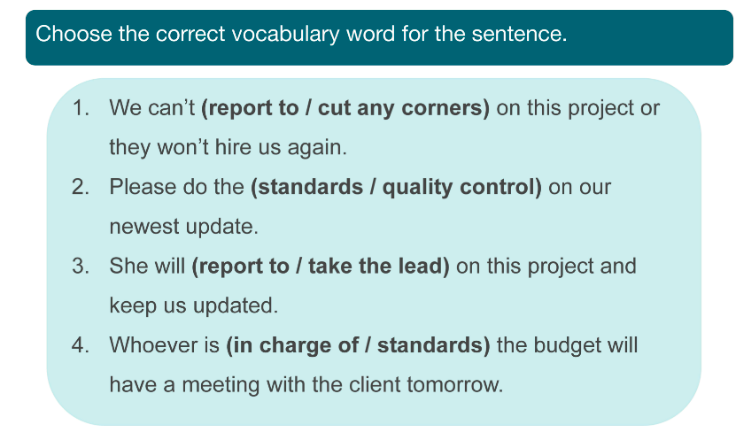 Choose the correct vocabulary word for the sentence.
1. We can’t (report to / cut any corners) on this project or
they won’t hire us again.
2. Please do the (standards / quality control) on our
newest update.
3. She will (report to / take the lead) on this project and
keep us updated.
4. Whoever is (in charge of / standards) the budget will
have a meeting with the client tomorrow.